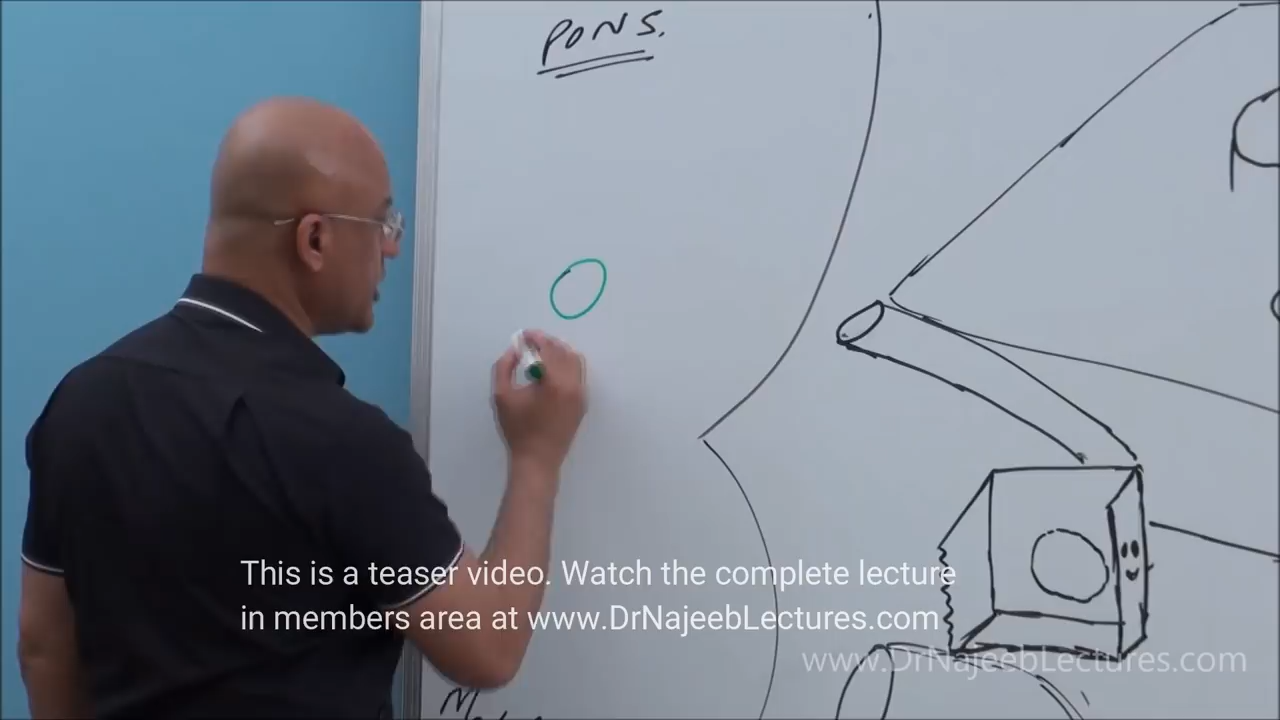 PONS.
This is a teaser video. Watch the complete lecture
in members area at www.DrNajeebLectures.com
www.DrNajeebLectures.com